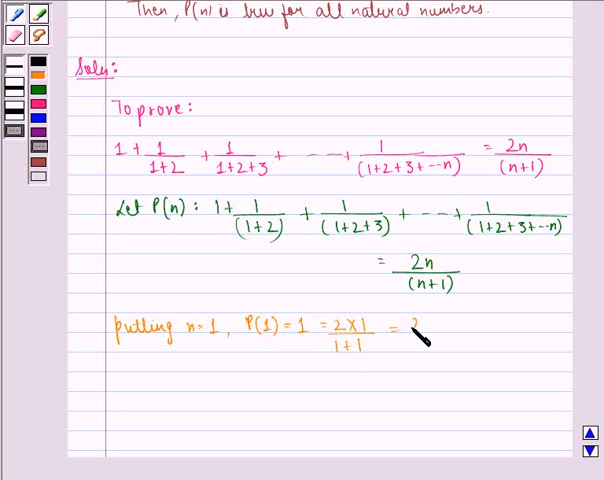 Then, P(n) is true for all natural numbers.
Soln:
To prove:
1 + 1/(1+2) + 1/(1+2+3) + --- + 1/(1+2+3+--n) = 2n/(n+1)
Let P(n): 1 + 1/(1+2) + 1/(1+2+3) + --- + 1/(1+2+3+--n)
= 2n/(n+1)
putting n=1, P(1) = 1 = 2×1/1+1 =